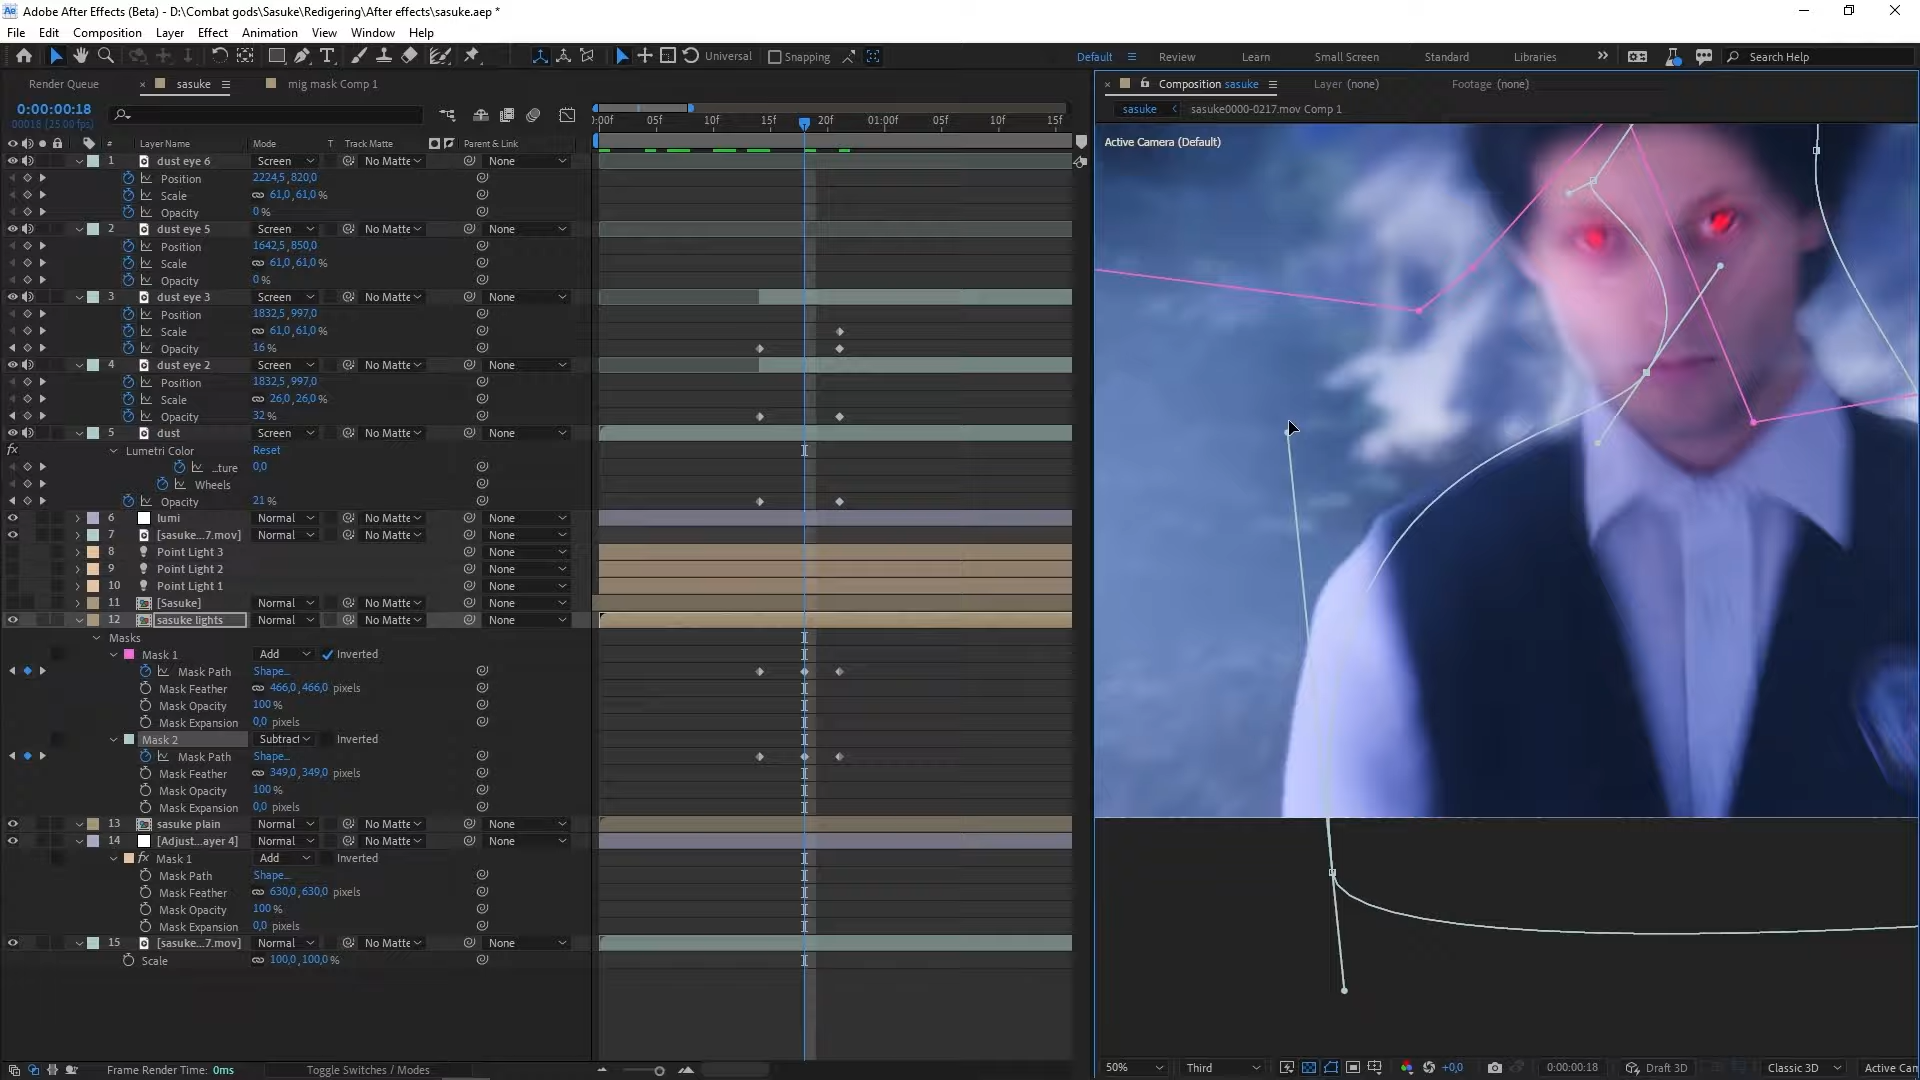 Adobe After Effects (Beta) - D:\Combat gods\Sasuke\Redigering\After effects\sasuke.aep *
File Edit Composition Layer Effect Animation View Window Help
Universal Snapping Default Review Learn Small Screen Standard Libraries Search Help
Render Queue sasuke mig mask Comp 1 Composition sasuke Layer (none) Footage (none)
0:00:00:18
00018 (25.00 fps)
sasuke sasuke0000-0217.mov Comp 1
):00f 05f 10f 15f 20f 01:00f 05f 10f 15f
# Layer Name Mode T Track Matte Parent & Link
Active Camera (Default)
1 dust eye 6 Screen No Matte None
Position 2224,5,820,0
Scale 61,0,61,0%
Opacity 0%
2 dust eye 5 Screen No Matte None
Position 1642,5,850,0
Scale 61,0,61,0%
Opacity 0%
3 dust eye 3 Screen No Matte None
Position 1832,5,997,0
Scale 61,0,61,0%
Opacity 16%
4 dust eye 2 Screen No Matte None
Position 1832,5,997,0
Scale 26,0,26,0%
Opacity 32%
5 dust Screen No Matte None
fx Lumetri Color Reset
...ture 0,0
Wheels
Opacity 21%
6 lumi Normal No Matte None
7 [sasuke...7.mov] Normal No Matte None
8 Point Light 3 None
9 Point Light 2 None
10 Point Light 1 None
11 [Sasuke] Normal No Matte None
12 sasuke lights Normal No Matte None
Masks
Mask 1 Add Inverted
Mask Path Shape...
Mask Feather 466,0,466,0 pixels
Mask Opacity 100%
Mask Expansion 0,0 pixels
Mask 2 Subtract Inverted
Mask Path Shape...
Mask Feather 349,0,349,0 pixels
Mask Opacity 100%
Mask Expansion 0,0 pixels
13 sasuke plain Normal No Matte None
14 [Adjust...ayer 4] Normal No Matte None
fx Mask 1 Add Inverted
Mask Path Shape...
Mask Feather 630,0,630,0 pixels
Mask Opacity 100%
Mask Expansion 0,0 pixels
15 [sasuke...7.mov] Normal No Matte None
Scale 100,0,100,0%
Frame Render Time: 0ms Toggle Switches / Modes
50% Third +0,0 0:00:00:18 Draft 3D Classic 3D Active Cam